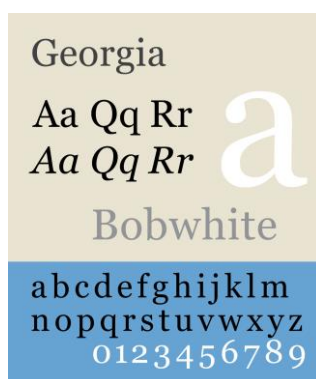 Georgia
Aa Qq Rr
Aa Qq Rr
a
Bobwhite
abcdefghijklm
nopqrstuvwxyz
0123456789